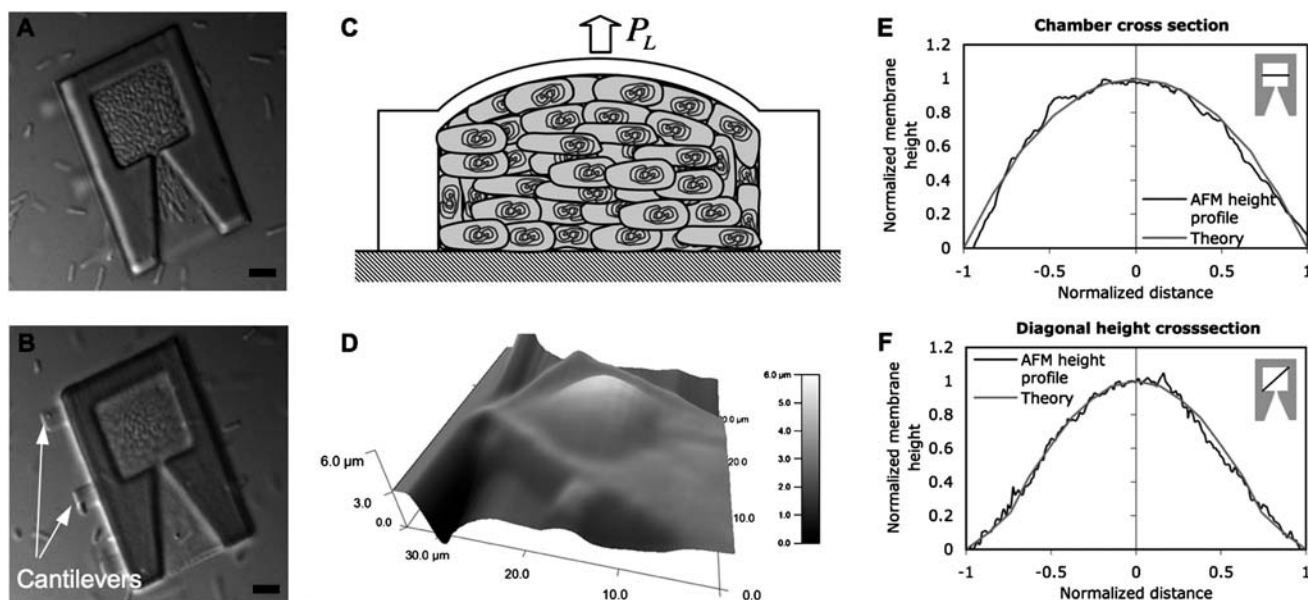 A
B
Cantilevers
C
P_L
D
6.0 µm
3.0
0.0
30.0 µm
20.0
10.0
0.0
20.0
10.0
6.0 µm
5.0
4.0
3.0
2.0
1.0
0.0
E
Chamber cross section
Normalized membrane
height
1.2
1
0.8
0.6
0.4
0.2
0
-1
-0.5
0
0.5
1
Normalized distance
AFM height
profile
Theory
F
Diagonal height crosssection
Normalized membrane
height
1.2
1
0.8
0.6
0.4
0.2
0
-1
-0.5
0
0.5
1
Normalized distance
AFM height
profile
Theory